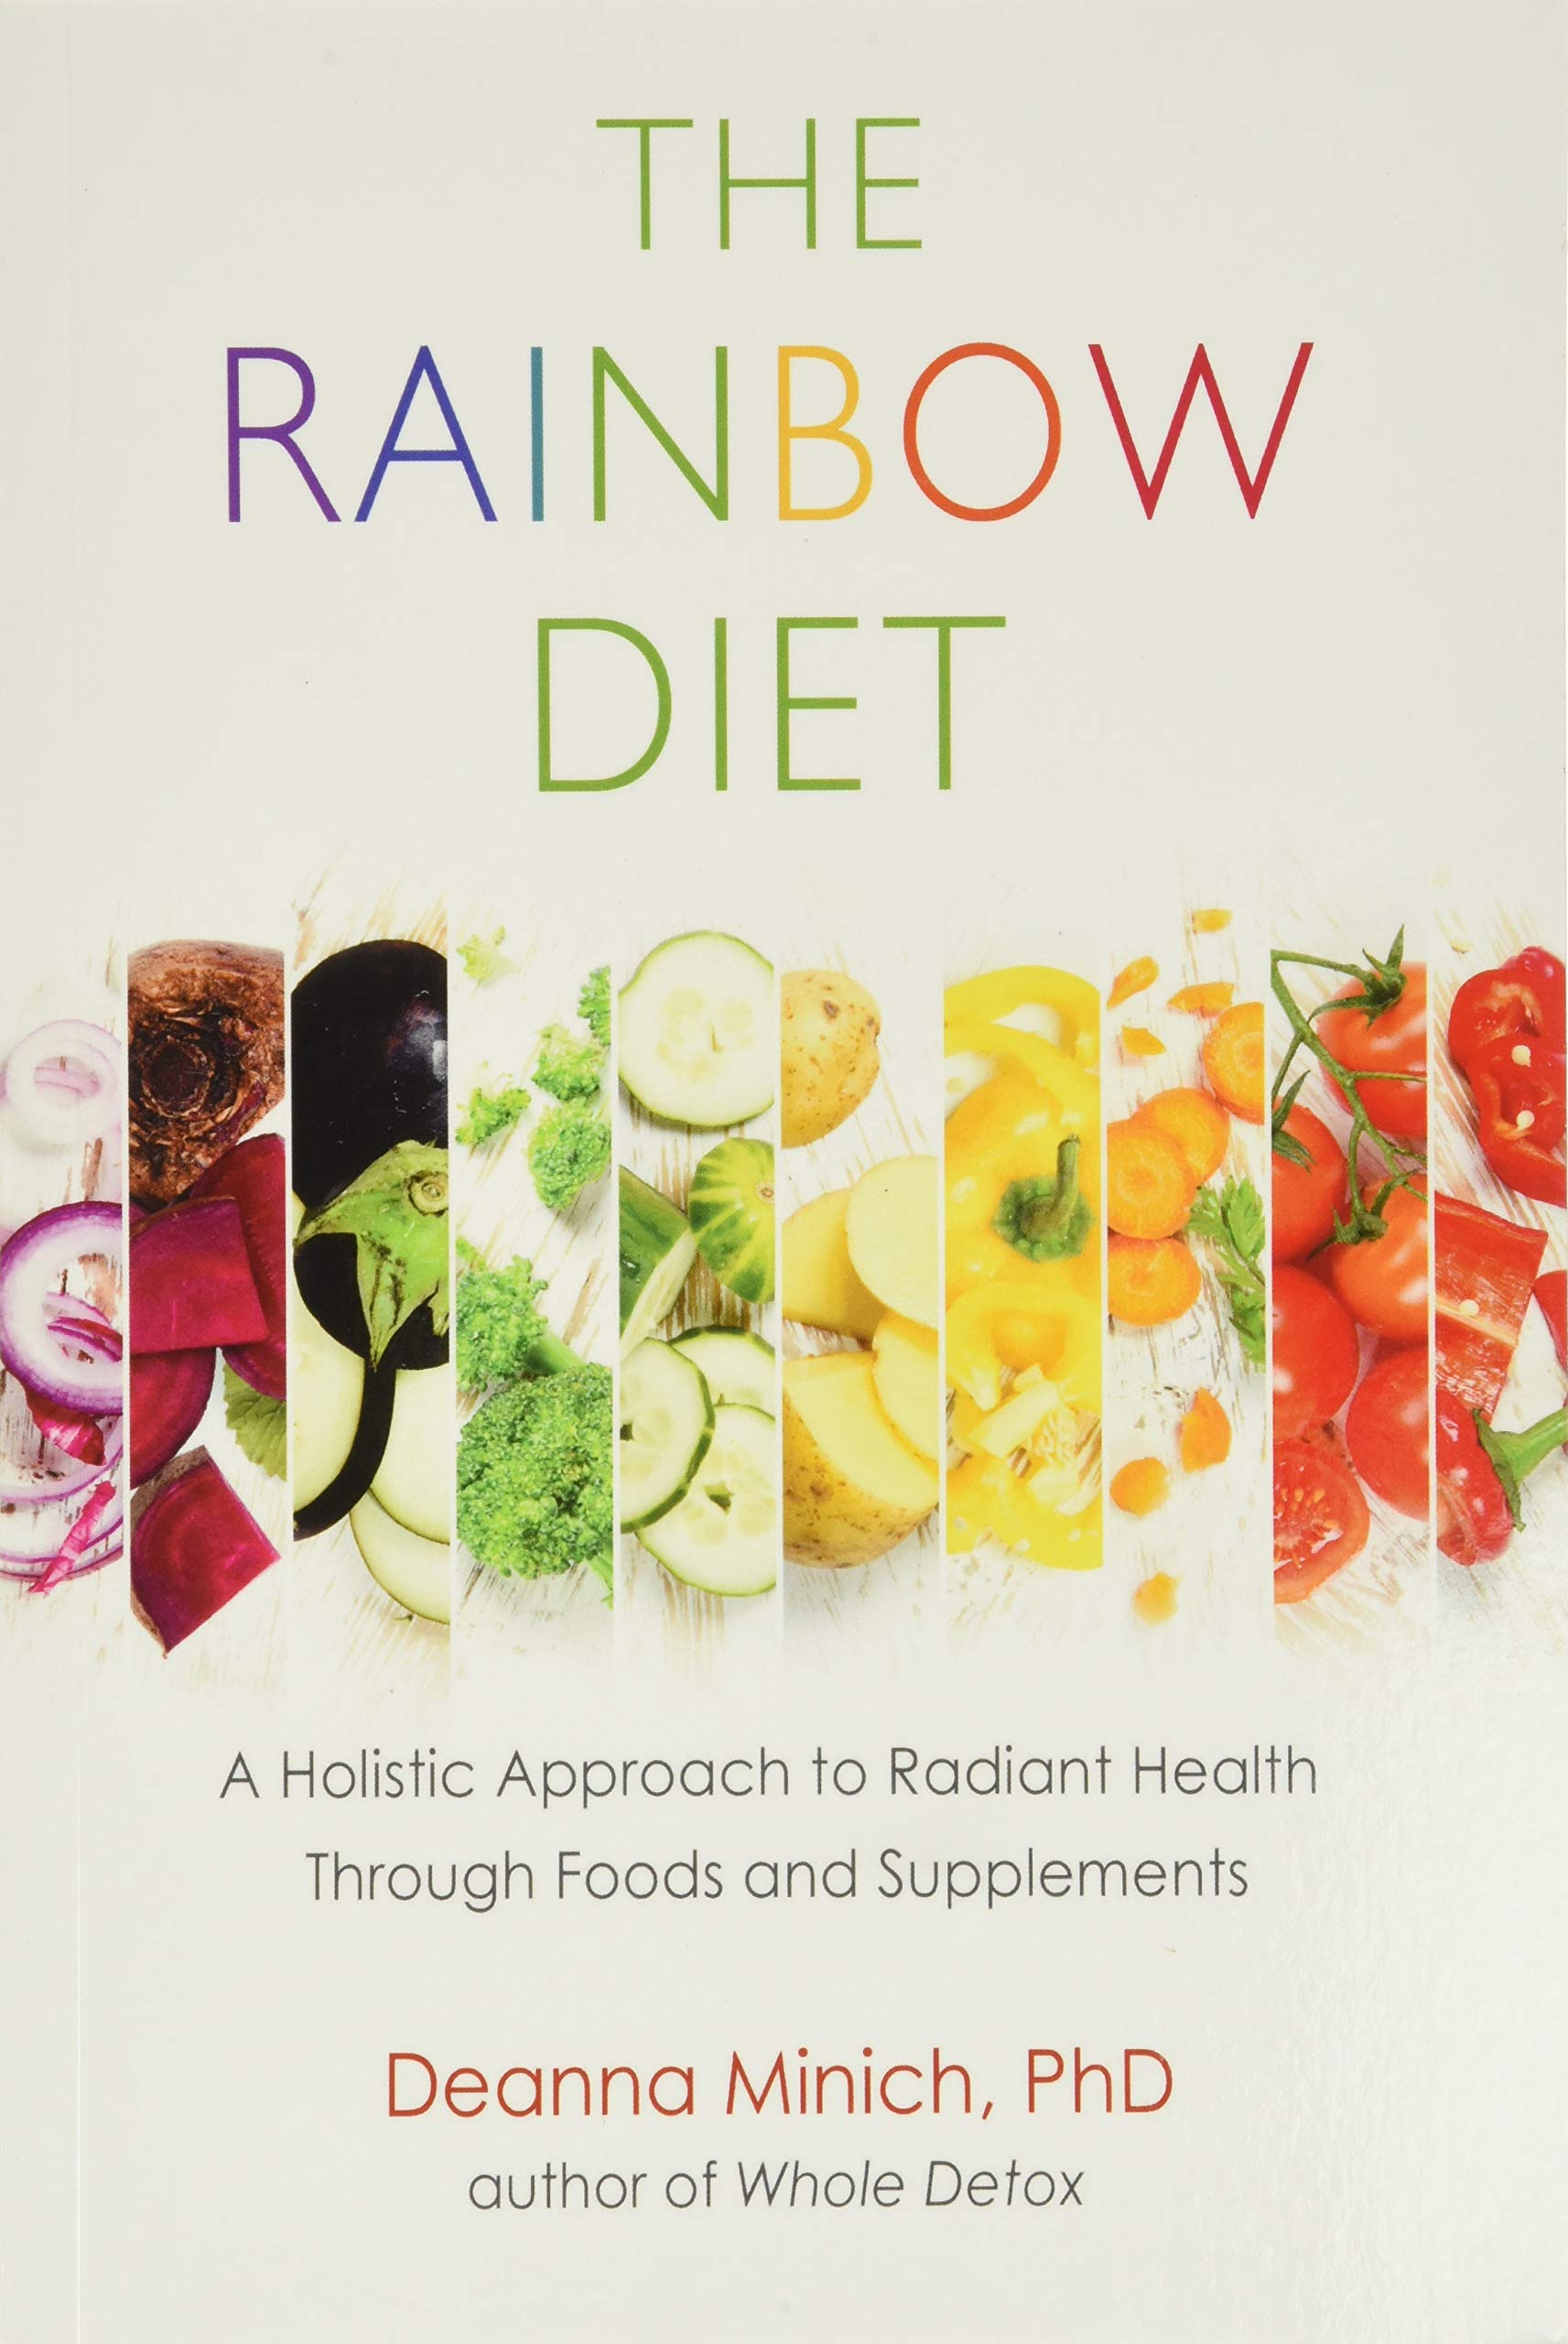 THE
RAINBOW
DIET
A Holistic Approach to Radiant Health
Through Foods and Supplements
Deanna Minich, PhD
author of Whole Detox